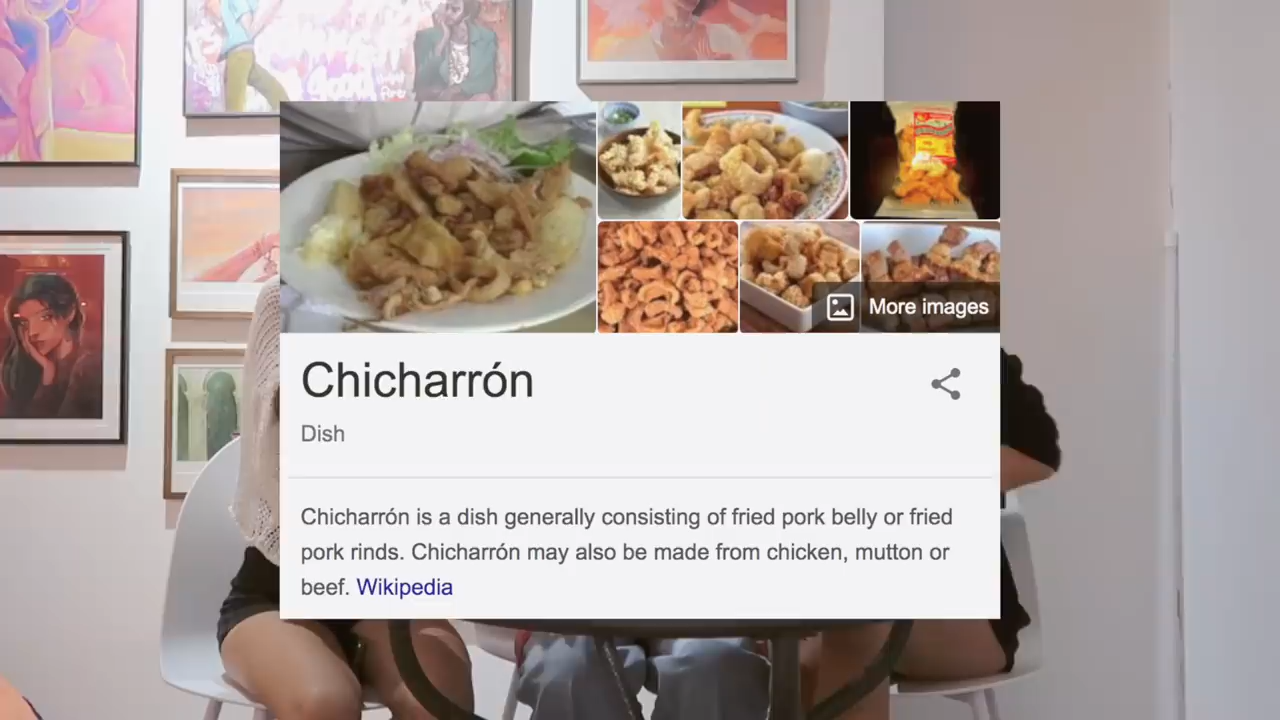 good
More images
Chicharrón
Dish
Chicharrón is a dish generally consisting of fried pork belly or fried
pork rinds. Chicharrón may also be made from chicken, mutton or
beef. Wikipedia